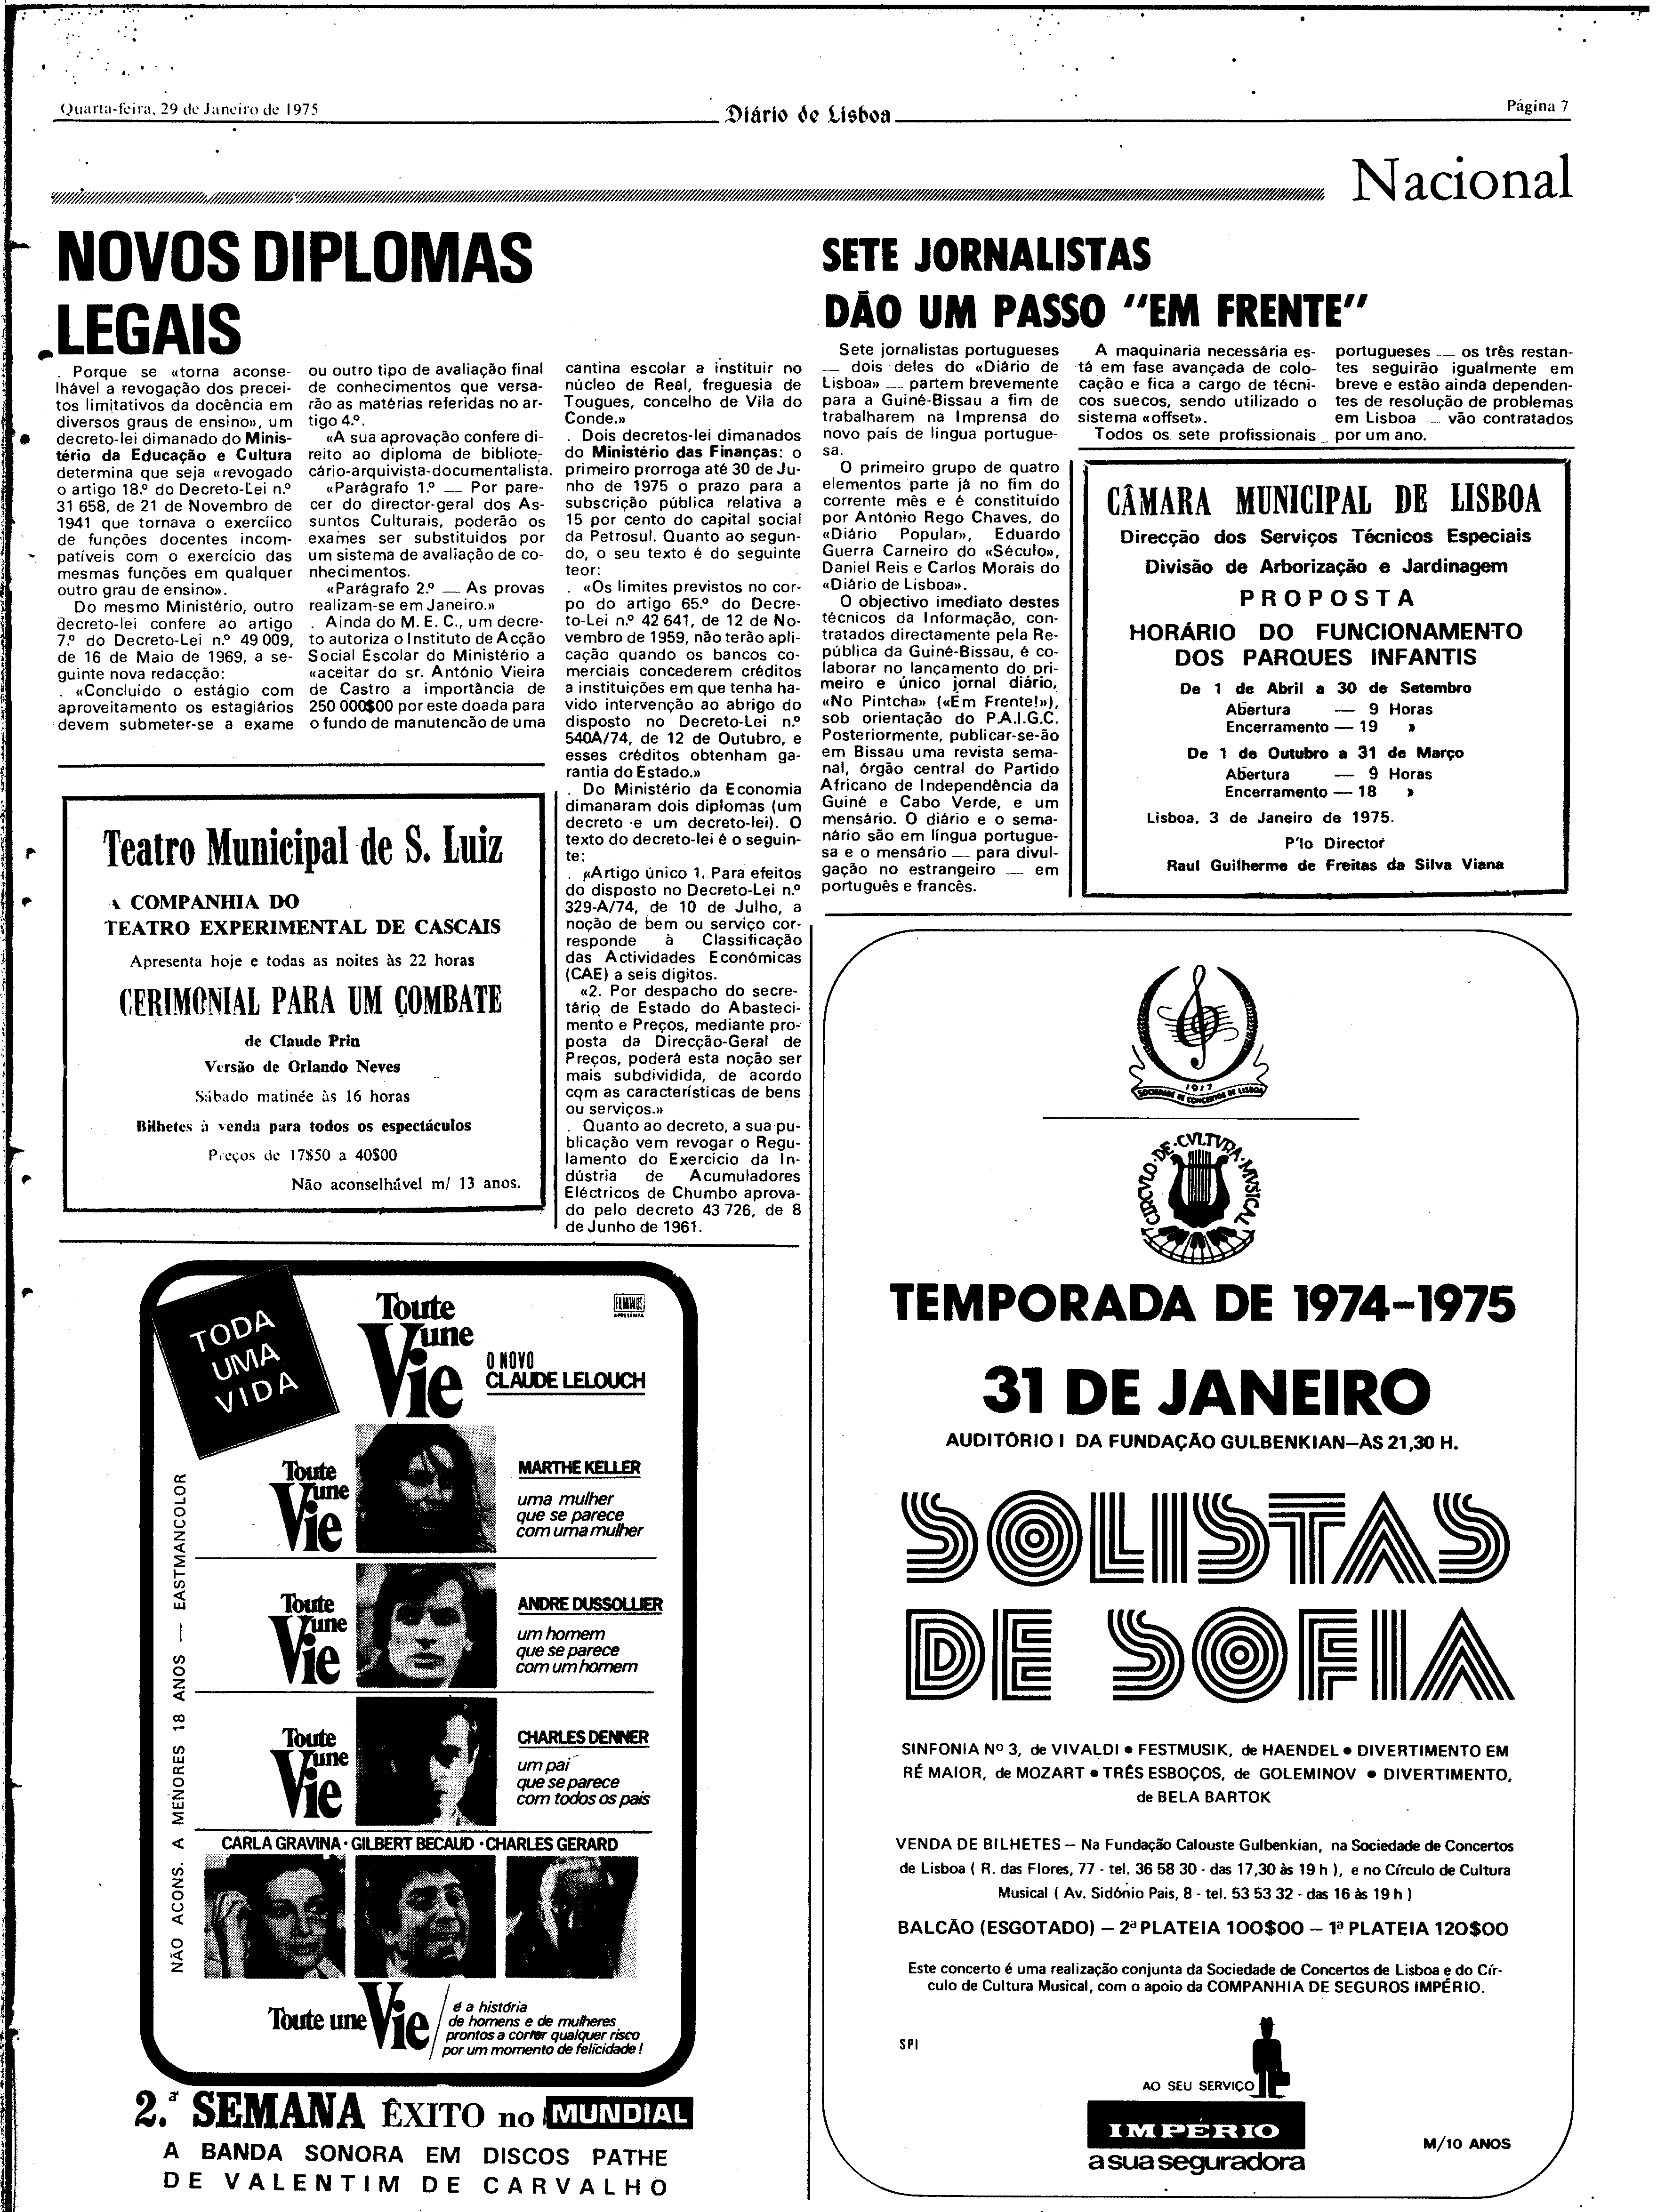 Quarta-feira, 29 de Janeiro de 1975
Diário de Lisboa
Página 7
Nacional
NOVOS DIPLOMAS
LEGAIS
. Porque se «torna aconse-
lhável a revogação dos precei-
tos limitativos da docência em
diversos graus de ensino», um
decreto-lei dimanado do Minis-
tério da Educação e Cultura
determina que seja «revogado
o artigo 18.º do Decreto-Lei n.º
31 658, de 21 de Novembro de
1941 que tornava o exercíico
de funções docentes incom-
patíveis com o exercício das
mesmas funções em qualquer
outro grau de ensino».
Do mesmo Ministério, outro
decreto-lei confere ao artigo
7.º do Decreto-Lei n.º 49 009,
de 16 de Maio de 1969, a se-
guinte nova redacção:
. «Concluído o estágio com
aproveitamento os estagiários
devem submeter-se a exame
ou outro tipo de avaliação final
de conhecimentos que versa-
rão as matérias referidas no ar-
tigo 4.º.
«A sua aprovação confere di-
reito ao diploma de bibliote-
cário-arquivista-documentalista.
«Parágrafo 1.º — Por pare-
cer do director-geral dos As-
suntos Culturais, poderão os
exames ser substituídos por
um sistema de avaliação de co-
nhecimentos.
«Parágrafo 2.º — As provas
realizam-se em Janeiro.»
. Ainda do M. E. C., um decre-
to autoriza o Instituto de Acção
Social Escolar do Ministério a
«aceitar do sr. António Vieira
de Castro a importância de
250 000$00 por este doada para
o fundo de manutencão de uma
cantina escolar a instituir no
núcleo de Real, freguesia de
Tougues, concelho de Vila do
Conde.»
. Dois decretos-lei dimanados
do Ministério das Finanças: o
primeiro prorroga até 30 de Ju-
nho de 1975 o prazo para a
subscrição pública relativa a
15 por cento do capital social
da Petrosul. Quanto ao segun-
do, o seu texto é do seguinte
teor:
. «Os limites previstos no cor-
po do artigo 65.º do Decre-
to-Lei n.º 42 641, de 12 de No-
vembro de 1959, não terão apli-
cação quando os bancos co-
merciais concederem créditos
a instituições em que tenha ha-
vido intervenção ao abrigo do
disposto no Decreto-Lei n.º
540A/74, de 12 de Outubro, e
esses créditos obtenham ga-
rantia do Estado.»
. Do Ministério da Economia
dimanaram dois diplomas (um
decreto e um decreto-lei). O
texto do decreto-lei é o seguin-
te:
. «Artigo único 1. Para efeitos
do disposto no Decreto-Lei n.º
329-A/74, de 10 de Julho, a
noção de bem ou serviço cor-
responde à Classificação
das Actividades Económicas
(CAE) a seis digitos.
«2. Por despacho do secre-
tário de Estado do Abasteci-
mento e Preços, mediante pro-
posta da Direcção-Geral de
Preços, poderá esta noção ser
mais subdividida, de acordo
com as características de bens
ou serviços.»
. Quanto ao decreto, a sua pu-
blicação vem revogar o Regu-
lamento do Exercício da In-
dústria de Acumuladores
Eléctricos de Chumbo aprova-
do pelo decreto 43 726, de 8
de Junho de 1961.
SETE JORNALISTAS
DÃO UM PASSO "EM FRENTE"
Sete jornalistas portugueses
— dois deles do «Diário de
Lisboa» — partem brevemente
para a Guiné-Bissau a fim de
trabalharem na Imprensa do
novo país de língua portugue-
sa.
O primeiro grupo de quatro
elementos parte já no fim do
corrente mês e é constituído
por António Rego Chaves, do
«Diário Popular», Eduardo
Guerra Carneiro do «Século»,
Daniel Reis e Carlos Morais do
«Diário de Lisboa».
O objectivo imediato destes
técnicos da Informação, con-
tratados directamente pela Re-
pública da Guiné-Bissau, é co-
laborar no lançamento do pri-
meiro e único jornal diário,
«No Pintcha» («Em Frente!»),
sob orientação do P.A.I.G.C.
Posteriormente, publicar-se-ão
em Bissau uma revista sema-
nal, órgão central do Partido
Africano de Independência da
Guiné e Cabo Verde, e um
mensário. O diário e o sema-
nário são em língua portugue-
sa e o mensário — para divul-
gação no estrangeiro — em
português e francês.
A maquinaria necessária es-
tá em fase avançada de colo-
cação e fica a cargo de técni-
cos suecos, sendo utilizado o
sistema «offset».
Todos os sete profissionais
portugueses — os três restan-
tes seguirão igualmente em
breve e estão ainda dependen-
tes de resolução de problemas
em Lisboa — vão contratados
por um ano.
CÂMARA MUNICIPAL DE LISBOA
Direcção dos Serviços Técnicos Especiais
Divisão de Arborização e Jardinagem
PROPOSTA
HORÁRIO DO FUNCIONAMENTO
DOS PARQUES INFANTIS
De 1 de Abril a 30 de Setembro
Abertura — 9 Horas
Encerramento — 19 »
De 1 de Outubro a 31 de Março
Abertura — 9 Horas
Encerramento — 18 »
Lisboa, 3 de Janeiro de 1975.
P'lo Director
Raul Guilherme de Freitas da Silva Viana
Teatro Municipal de S. Luiz
A COMPANHIA DO
TEATRO EXPERIMENTAL DE CASCAIS
Apresenta hoje e todas as noites às 22 horas
CERIMONIAL PARA UM COMBATE
de Claude Prin
Versão de Orlando Neves
Sábado matinée às 16 horas
Bilhetes à venda para todos os espectáculos
Preços de 17$50 a 40$00
Não aconselhável m/ 13 anos.
TODA
UMA
VIDA
Toute
une
Vie
FILMITALUS
APRESENTA
O NOVO
CLAUDE LELOUCH
NÃO ACONS. A MENORES 18 ANOS — EASTMANCOLOR
Toute
une
Vie
MARTHE KELLER
uma mulher
que se parece
com uma mulher
Toute
une
Vie
ANDRE DUSSOLLIER
um homem
que se parece
com um homem
Toute
une
Vie
CHARLES DENNER
um pai
que se parece
com todos os pais
CARLA GRAVINA · GILBERT BECAUD · CHARLES GERARD
Toute une Vie
é a história
de homens e de mulheres
prontos a correr qualquer risco
por um momento de felicidade!
2.ª SEMANA ÊXITO no MUNDIAL
A BANDA SONORA EM DISCOS PATHE
DE VALENTIM DE CARVALHO
1917
SOCIEDADE DE CONCERTOS DE LISBOA
CIRCVLO·DE·CVLTVRA·MVSICAL
TEMPORADA DE 1974-1975
31 DE JANEIRO
AUDITÓRIO I DA FUNDAÇÃO GULBENKIAN—ÀS 21,30 H.
SOLISTAS
DE SOFIA
SINFONIA Nº 3, de VIVALDI ● FESTMUSIK, de HAENDEL ● DIVERTIMENTO EM
RÉ MAIOR, de MOZART ● TRÊS ESBOÇOS, de GOLEMINOV ● DIVERTIMENTO,
de BELA BARTOK
VENDA DE BILHETES — Na Fundação Calouste Gulbenkian, na Sociedade de Concertos
de Lisboa ( R. das Flores, 77 - tel. 36 58 30 - das 17,30 às 19 h ), e no Círculo de Cultura
Musical ( Av. Sidónio Pais, 8 - tel. 53 53 32 - das 16 às 19 h )
BALCÃO (ESGOTADO) — 2ª PLATEIA 100$00 — 1ª PLATEIA 120$00
Este concerto é uma realização conjunta da Sociedade de Concertos de Lisboa e do Cír-
culo de Cultura Musical, com o apoio da COMPANHIA DE SEGUROS IMPÉRIO.
SPI
AO SEU SERVIÇO
IMPÉRIO
a sua seguradora
M/10 ANOS